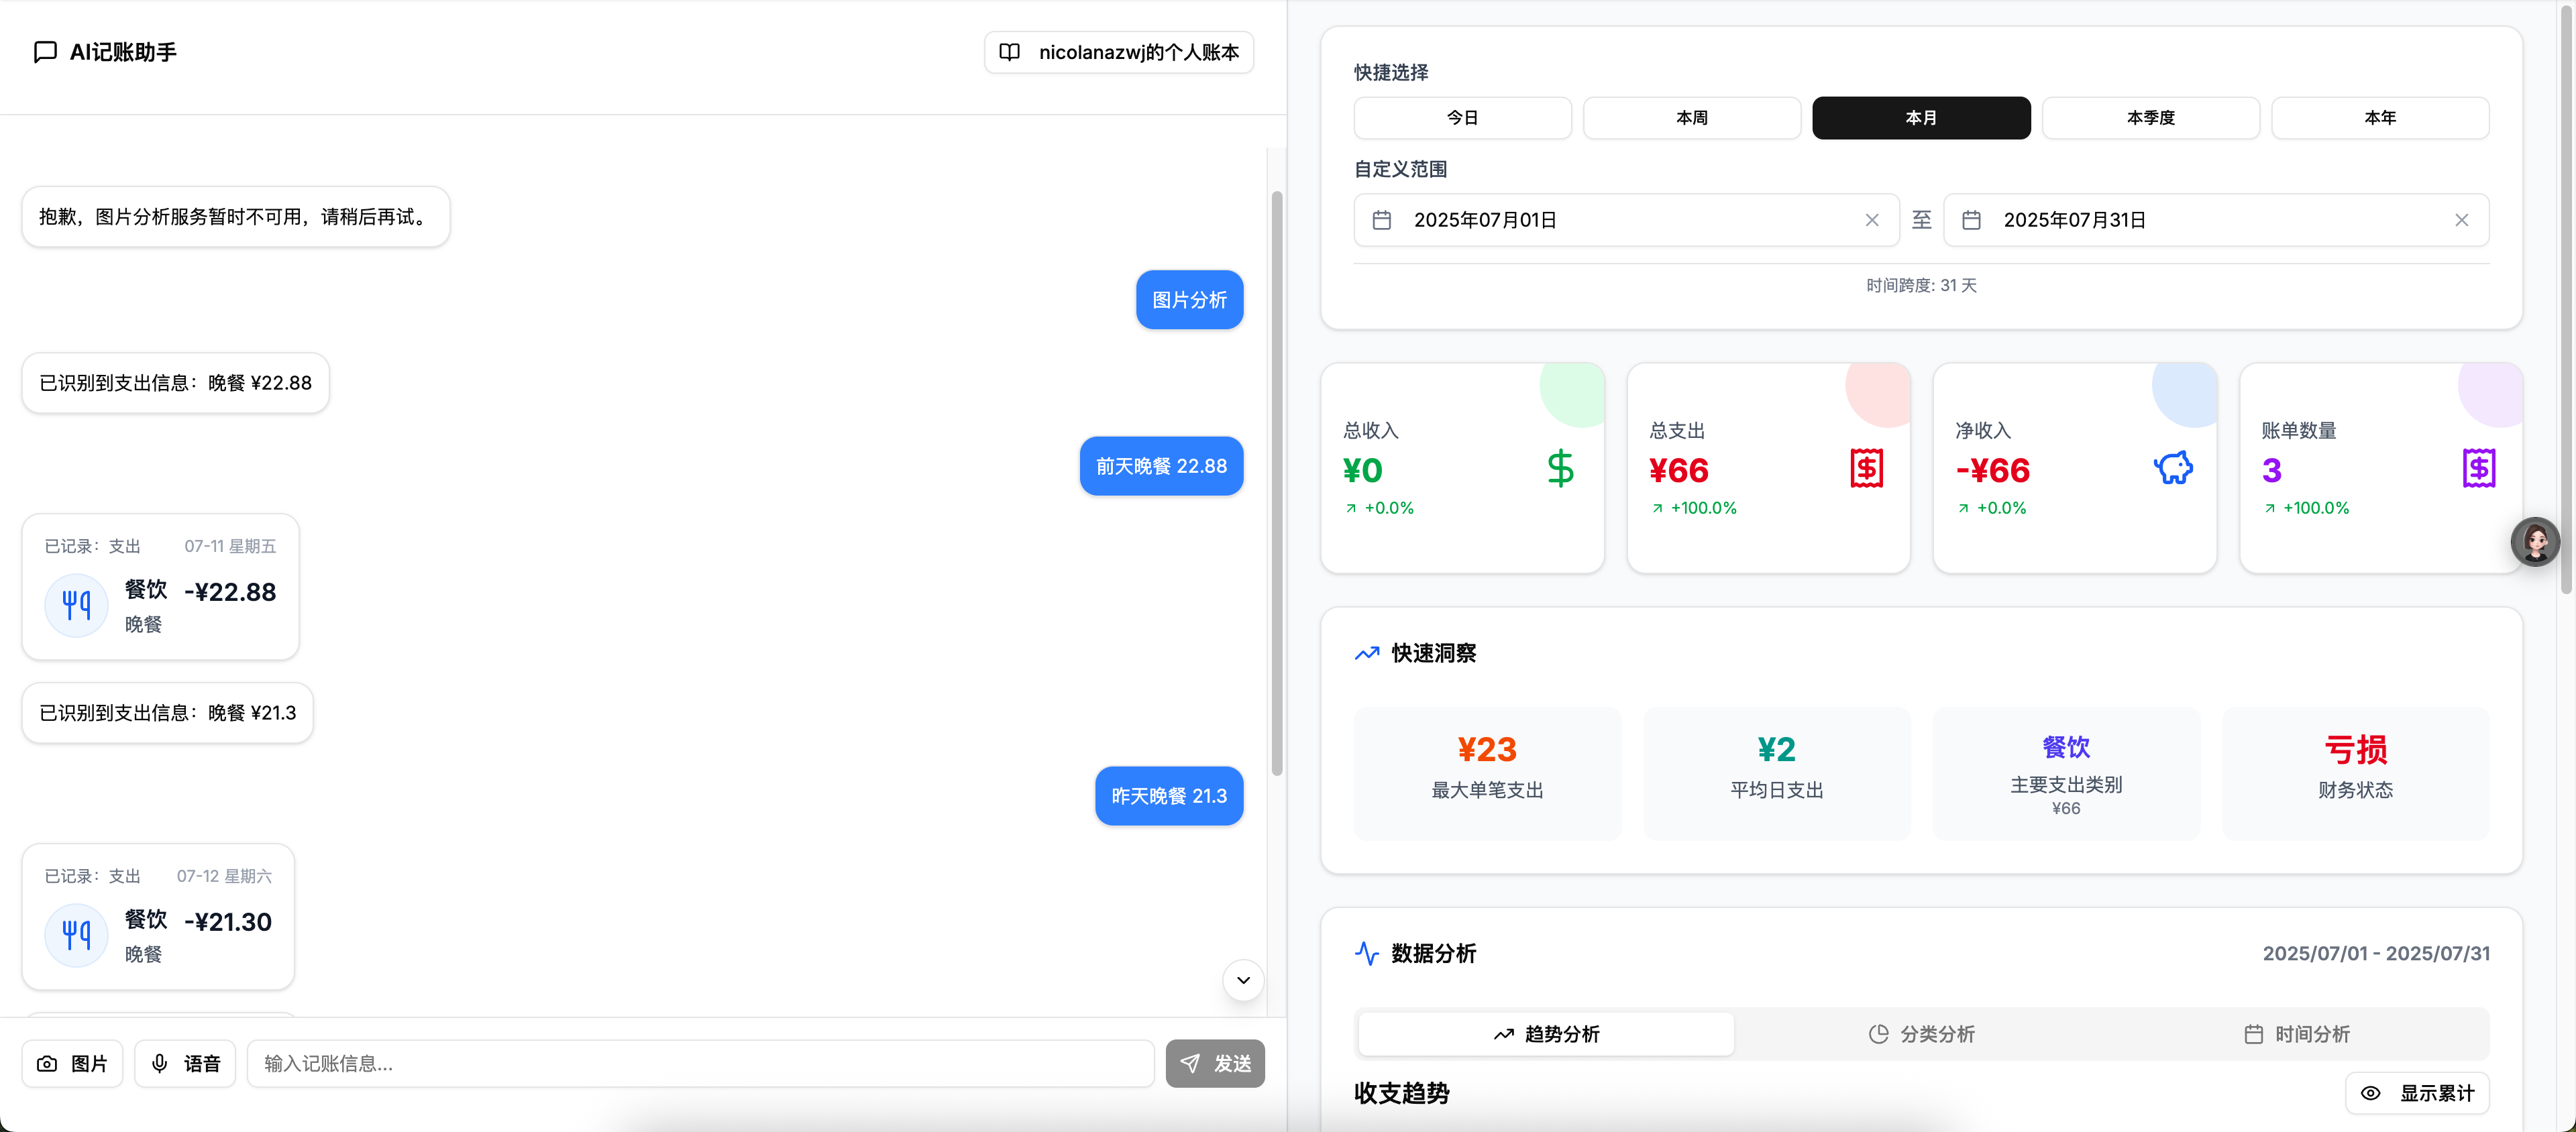 AI记账助手
nicolanazwj的个人账本
抱歉，图片分析服务暂时不可用，请稍后再试。
图片分析
已识别到支出信息：晚餐 ¥22.88
前天晚餐 22.88
已记录：支出 07-11 星期五
餐饮 -¥22.88
晚餐
已识别到支出信息：晚餐 ¥21.3
昨天晚餐 21.3
已记录：支出 07-12 星期六
餐饮 -¥21.30
晚餐
图片 语音 输入记账信息... 发送
快捷选择
今日 本周 本月 本季度 本年
自定义范围
2025年07月01日 至 2025年07月31日
时间跨度: 31 天
总收入
¥0
+0.0%
总支出
¥66
+100.0%
净收入
-¥66
+0.0%
账单数量
3
+100.0%
快速洞察
¥23
最大单笔支出
¥2
平均日支出
餐饮
主要支出类别
¥66
亏损
财务状态
数据分析 2025/07/01 - 2025/07/31
趋势分析 分类分析 时间分析
收支趋势 显示累计